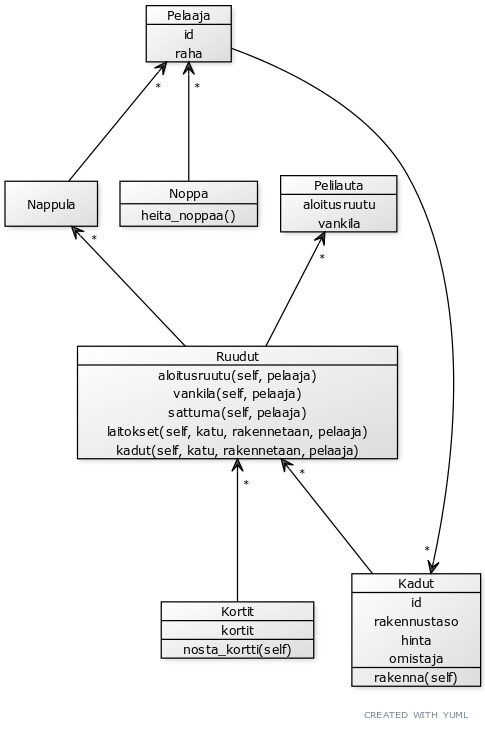 Pelaaja
id
raha
*
*
Nappula
Noppa
heita_noppaa()
Pelilauta
aloitusruutu
vankila
*
*
Ruudut
aloitusruutu(self, pelaaja)
vankila(self, pelaaja)
sattuma(self, pelaaja)
laitokset(self, katu, rakennetaan, pelaaja)
kadut(self, katu, rakennetaan, pelaaja)
*
*
*
Kortit
kortit
nosta_kortti(self)
Kadut
id
rakennustaso
hinta
omistaja
rakenna(self)
CREATED WITH YUML